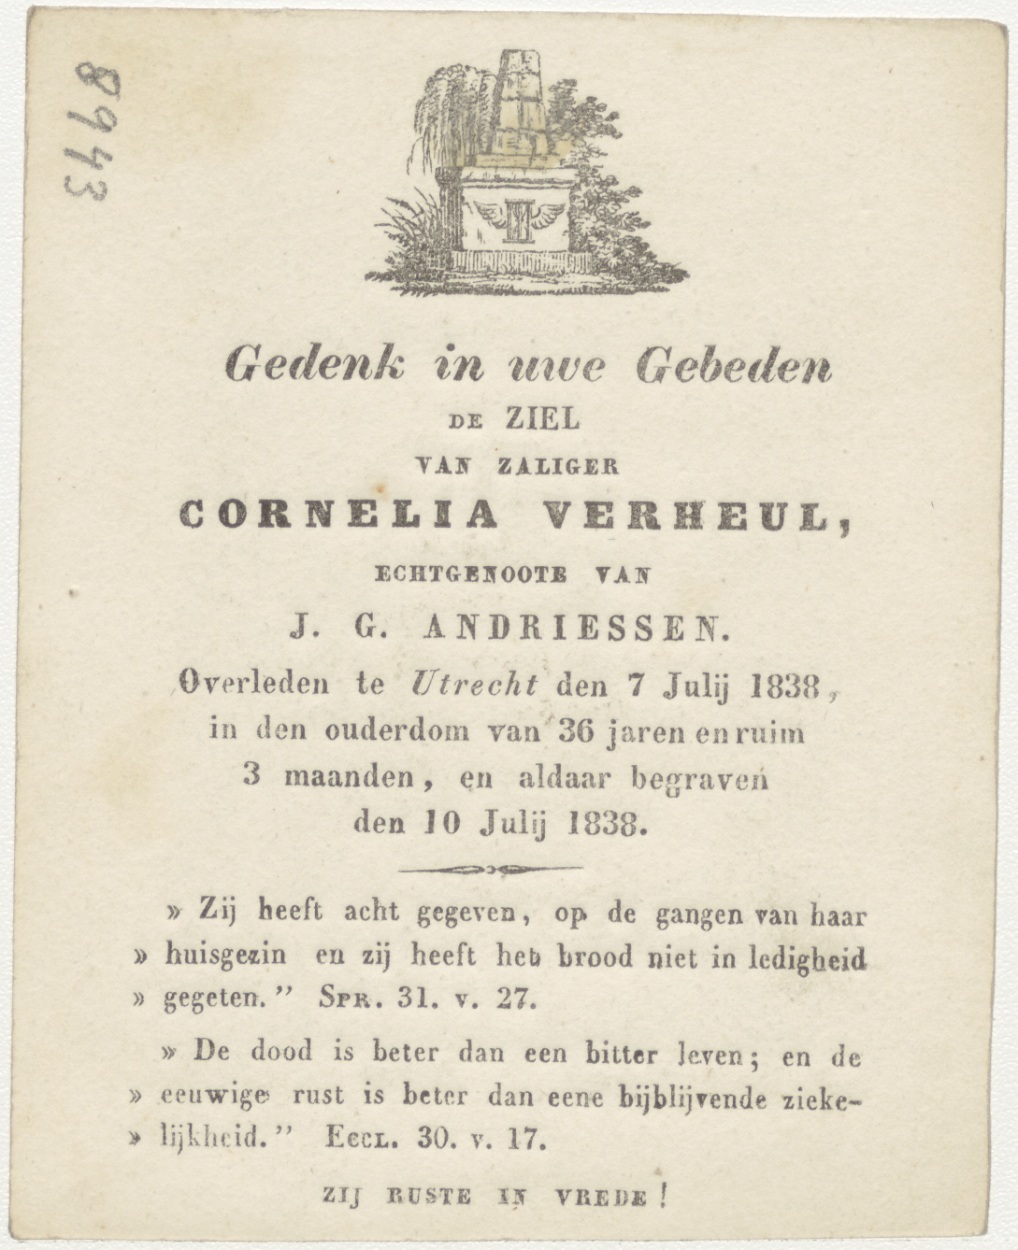 8943
Gedenk in uwe Gebeden
DE ZIEL
VAN ZALIGER
CORNELIA VERHEUL,
ECHTGENOOTE VAN
J. G. ANDRIESSEN.
Overleden te Utrecht den 7 Julij 1838,
in den ouderdom van 36 jaren en ruim
3 maanden, en aldaar begraven
den 10 Julij 1838.
» Zij heeft acht gegeven, op de gangen van haar
» huisgezin en zij heeft het brood niet in ledigheid
» gegeten.” SPR. 31. v. 27.
» De dood is beter dan een bitter leven; en de
» eeuwige rust is beter dan eene bijblijvende zieke-
» lijkheid.” ECCL. 30. v. 17.
ZIJ RUSTE IN VREDE!